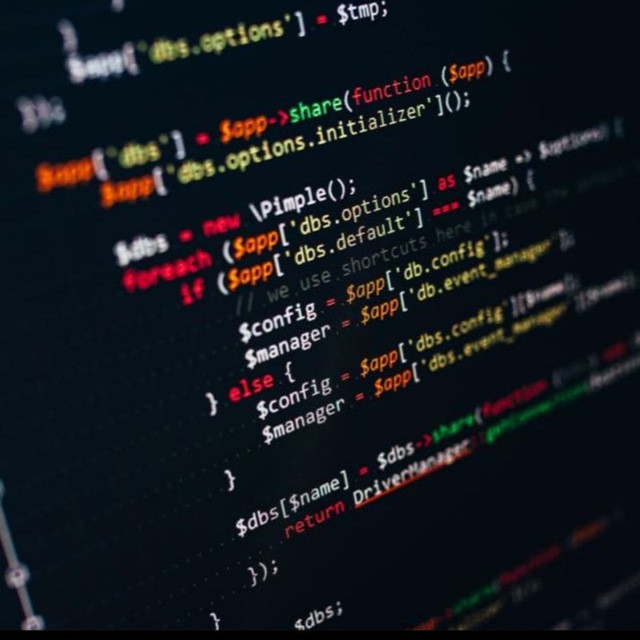 }
$app['dbs.options'] = $tmp;
});
$app['dbs'] = $app->share(function ($app) {
$app['dbs.options.initializer']();
$dbs = new \Pimple();
foreach ($app['dbs.options'] as $name => $options) {
if ($app['dbs.default'] === $name) {
// we use shortcuts here in case the default
$config = $app['db.config'];
$manager = $app['db.event_manager'];
} else {
$config = $app['dbs.config'][$name];
$manager = $app['dbs.event_manager'][$name];
}
$dbs[$name] = $dbs->share(function (
return DriverManager::getConnection(
});
}
$dbs;